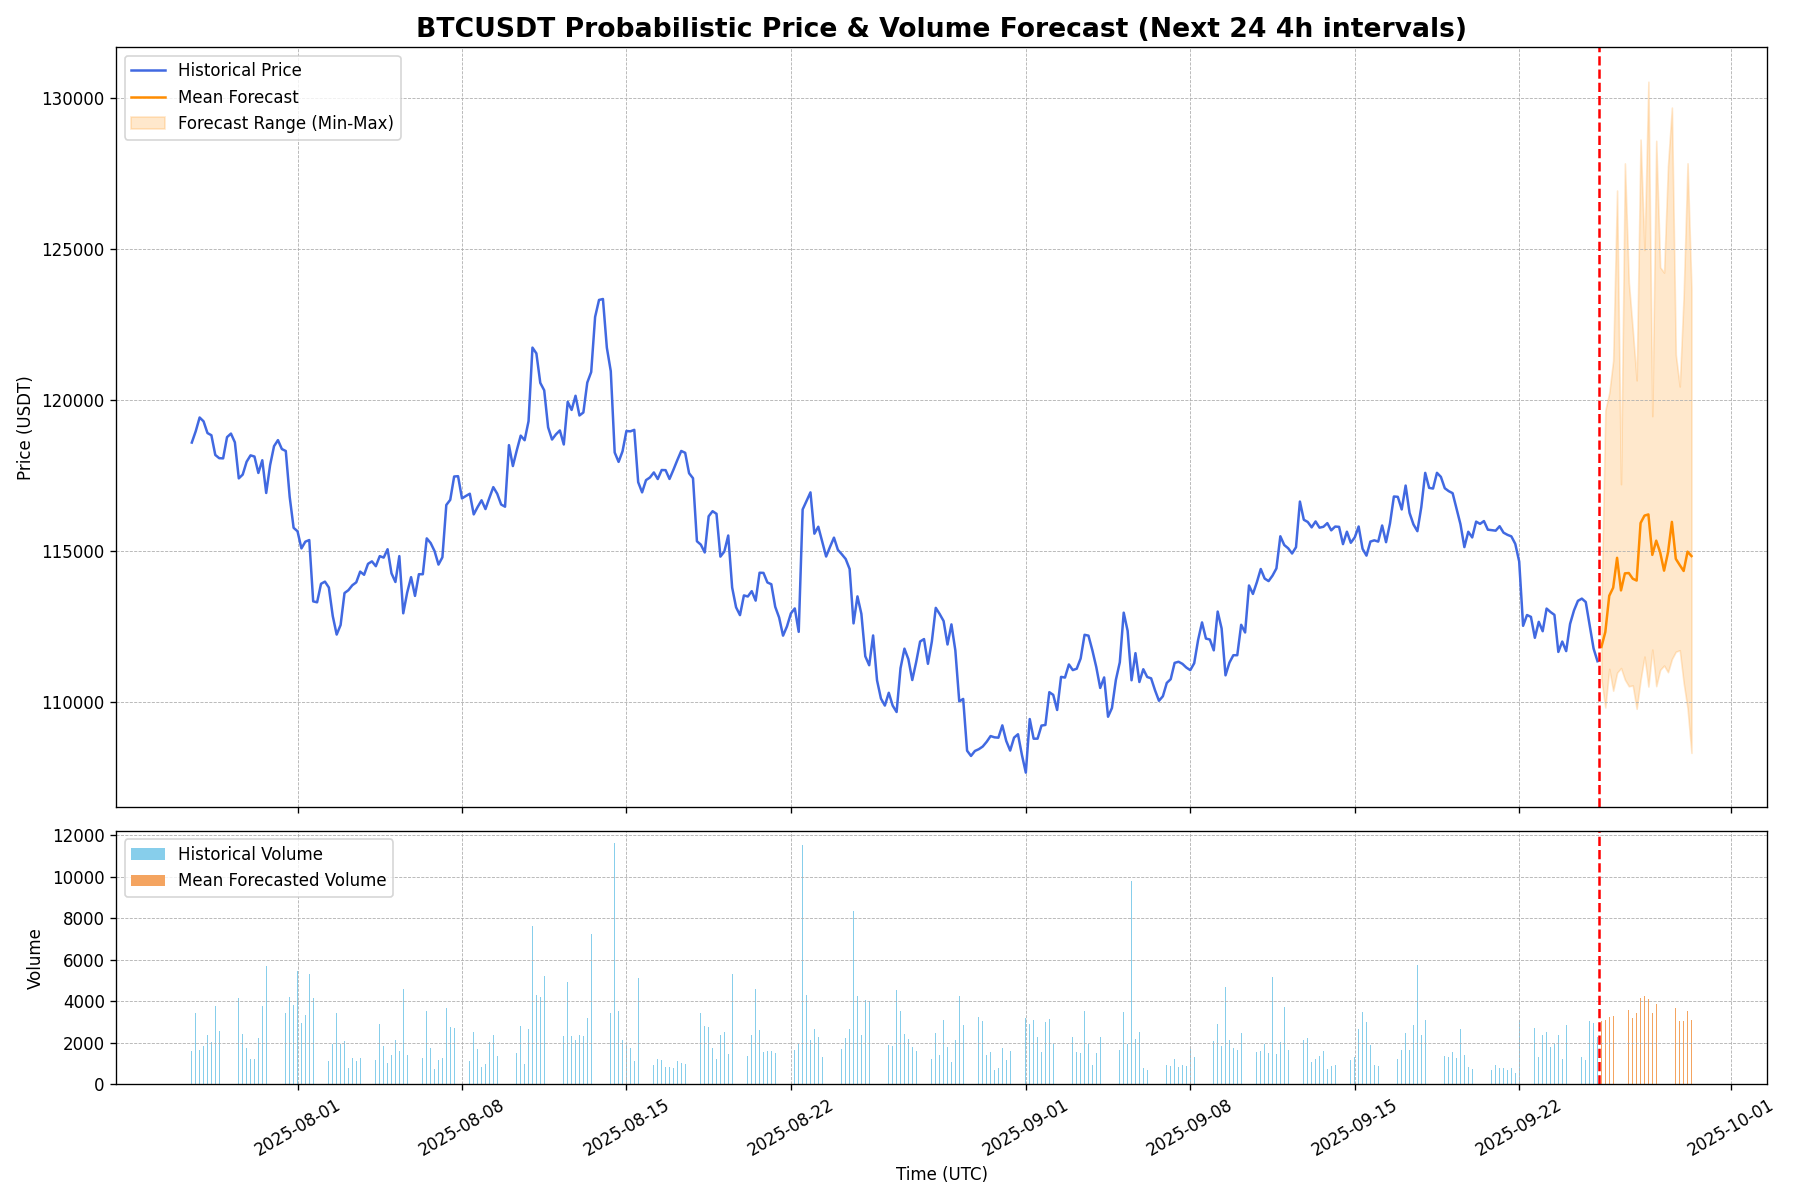 BTCUSDT Probabilistic Price & Volume Forecast (Next 24 4h intervals)
Historical Price
Mean Forecast
Forecast Range (Min-Max)
130000
125000
120000
115000
110000
Price (USDT)
Historical Volume
Mean Forecasted Volume
12000
10000
8000
6000
4000
2000
0
Volume
2025-08-01
2025-08-08
2025-08-15
2025-08-22
2025-09-01
2025-09-08
2025-09-15
2025-09-22
2025-10-01
Time (UTC)